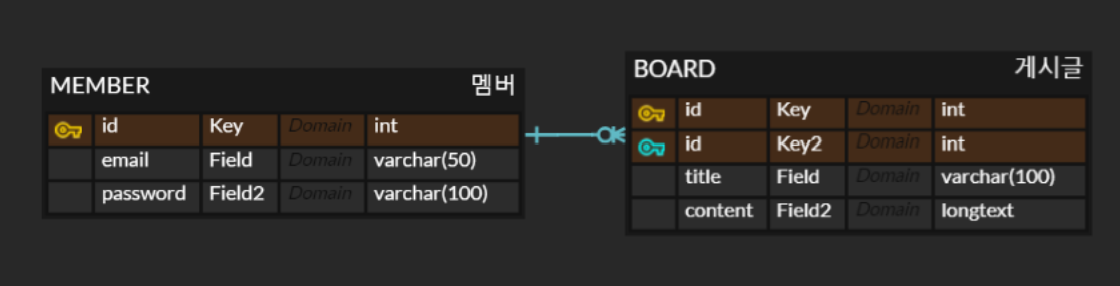 MEMBER 멤버
id Key Domain int
email Field Domain varchar(50)
password Field2 Domain varchar(100)
BOARD 게시글
id Key Domain int
id Key2 Domain int
title Field Domain varchar(100)
content Field2 Domain longtext